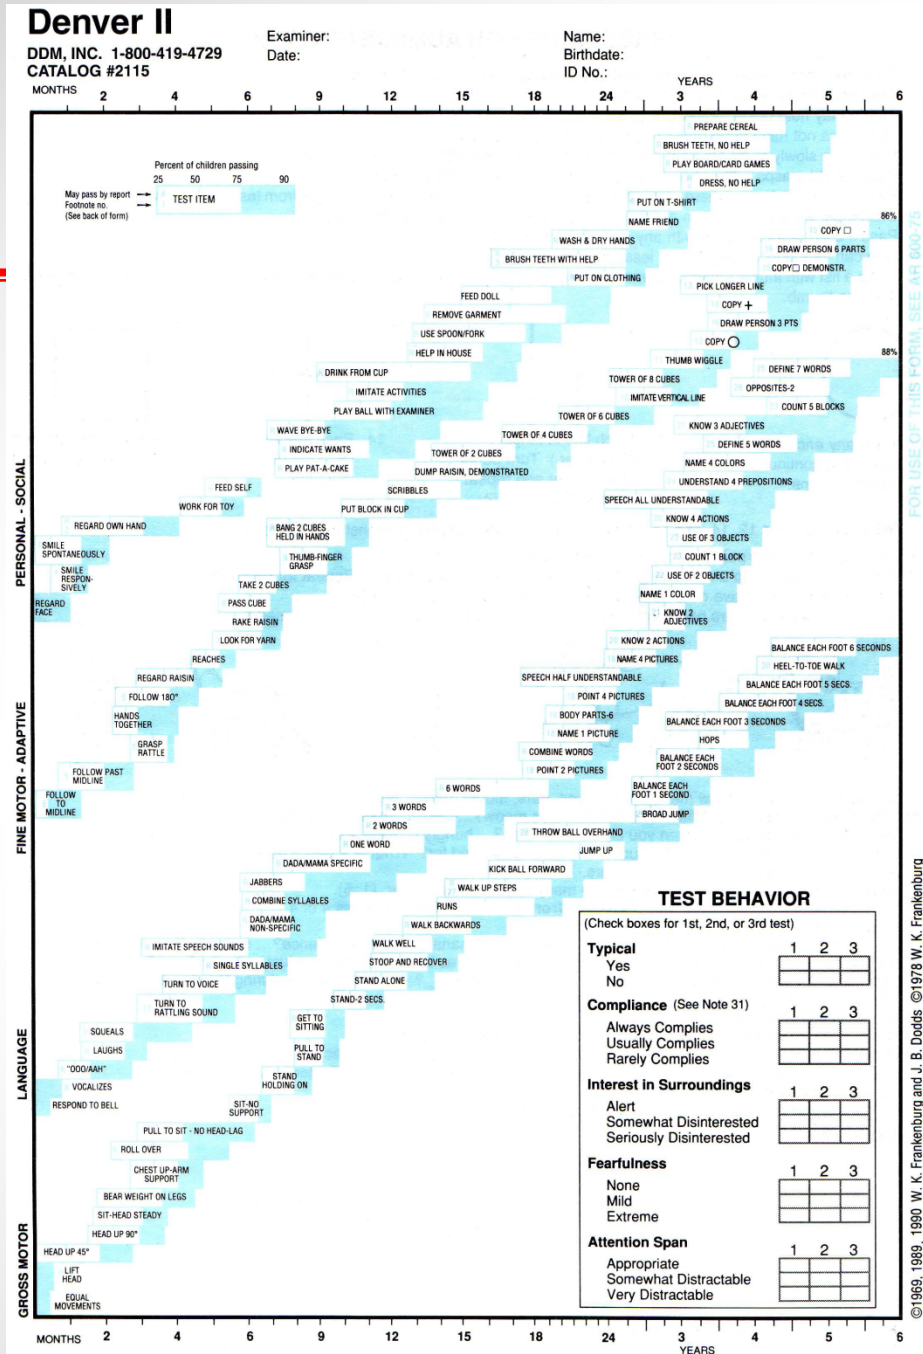 Denver II
DDM, INC. 1-800-419-4729
CATALOG #2115
Examiner:
Date:
Name:
Birthdate:
ID No.:
MONTHS 2 4 6 9 12 15 18 24 3 4 5 6
YEARS
Percent of children passing
25 50 75 90
May pass by report
Footnote no.
(See back of form)
TEST ITEM
PERSONAL - SOCIAL
PREPARE CEREAL
BRUSH TEETH, NO HELP
PLAY BOARD/CARD GAMES
DRESS, NO HELP
PUT ON T-SHIRT
NAME FRIEND
WASH & DRY HANDS
BRUSH TEETH WITH HELP
PUT ON CLOTHING
FEED DOLL
REMOVE GARMENT
USE SPOON/FORK
HELP IN HOUSE
DRINK FROM CUP
IMITATE ACTIVITIES
PLAY BALL WITH EXAMINER
WAVE BYE-BYE
INDICATE WANTS
PLAY PAT-A-CAKE
FEED SELF
WORK FOR TOY
REGARD OWN HAND
SMILE
SPONTANEOUSLY
SMILE
RESPON-
SIVELY
REGARD
FACE
FINE MOTOR - ADAPTIVE
86%
COPY □
DRAW PERSON 6 PARTS
COPY □ DEMONSTR.
PICK LONGER LINE
COPY +
DRAW PERSON 3 PTS
COPY ○
THUMB WIGGLE
TOWER OF 8 CUBES
IMITATE VERTICAL LINE
TOWER OF 6 CUBES
TOWER OF 4 CUBES
TOWER OF 2 CUBES
DUMP RAISIN, DEMONSTRATED
SCRIBBLES
PUT BLOCK IN CUP
BANG 2 CUBES
HELD IN HANDS
THUMB-FINGER
GRASP
TAKE 2 CUBES
PASS CUBE
RAKE RAISIN
LOOK FOR YARN
REACHES
REGARD RAISIN
FOLLOW 180°
HANDS
TOGETHER
GRASP
RATTLE
FOLLOW PAST
MIDLINE
FOLLOW
TO
MIDLINE
LANGUAGE
88%
DEFINE 7 WORDS
OPPOSITES-2
COUNT 5 BLOCKS
KNOW 3 ADJECTIVES
DEFINE 5 WORDS
NAME 4 COLORS
UNDERSTAND 4 PREPOSITIONS
SPEECH ALL UNDERSTANDABLE
KNOW 4 ACTIONS
USE OF 3 OBJECTS
COUNT 1 BLOCK
USE OF 2 OBJECTS
NAME 1 COLOR
KNOW 2
ADJECTIVES
KNOW 2 ACTIONS
NAME 4 PICTURES
SPEECH HALF UNDERSTANDABLE
POINT 4 PICTURES
BODY PARTS-6
NAME 1 PICTURE
COMBINE WORDS
POINT 2 PICTURES
6 WORDS
3 WORDS
2 WORDS
ONE WORD
DADA/MAMA SPECIFIC
JABBERS
COMBINE SYLLABLES
DADA/MAMA
NON-SPECIFIC
IMITATE SPEECH SOUNDS
SINGLE SYLLABLES
TURN TO VOICE
TURN TO
RATTLING SOUND
SQUEALS
LAUGHS
"OOO/AAH"
VOCALIZES
RESPOND TO BELL
GROSS MOTOR
BALANCE EACH FOOT 6 SECONDS
HEEL-TO-TOE WALK
BALANCE EACH FOOT 5 SECS.
BALANCE EACH FOOT 4 SECS.
BALANCE EACH FOOT 3 SECONDS
HOPS
BALANCE EACH
FOOT 2 SECONDS
BALANCE EACH
FOOT 1 SECOND
BROAD JUMP
THROW BALL OVERHAND
JUMP UP
KICK BALL FORWARD
WALK UP STEPS
RUNS
WALK BACKWARDS
WALK WELL
STOOP AND RECOVER
STAND ALONE
STAND-2 SECS.
GET TO
SITTING
PULL TO
STAND
STAND
HOLDING ON
SIT-NO
SUPPORT
PULL TO SIT - NO HEAD-LAG
ROLL OVER
CHEST UP-ARM
SUPPORT
BEAR WEIGHT ON LEGS
SIT-HEAD STEADY
HEAD UP 90°
HEAD UP 45°
LIFT
HEAD
EQUAL
MOVEMENTS
TEST BEHAVIOR
(Check boxes for 1st, 2nd, or 3rd test)
Typical 1 2 3
Yes
No
Compliance (See Note 31) 1 2 3
Always Complies
Usually Complies
Rarely Complies
Interest in Surroundings 1 2 3
Alert
Somewhat Disinterested
Seriously Disinterested
Fearfulness 1 2 3
None
Mild
Extreme
Attention Span 1 2 3
Appropriate
Somewhat Distractable
Very Distractable
MONTHS 2 4 6 9 12 15 18 24 3 4 5 6
YEARS
FOR USE OF THIS FORM, SEE AR 600-75
©1969, 1989, 1990 W. K. Frankenburg and J. B. Dodds ©1978 W. K. Frankenburg